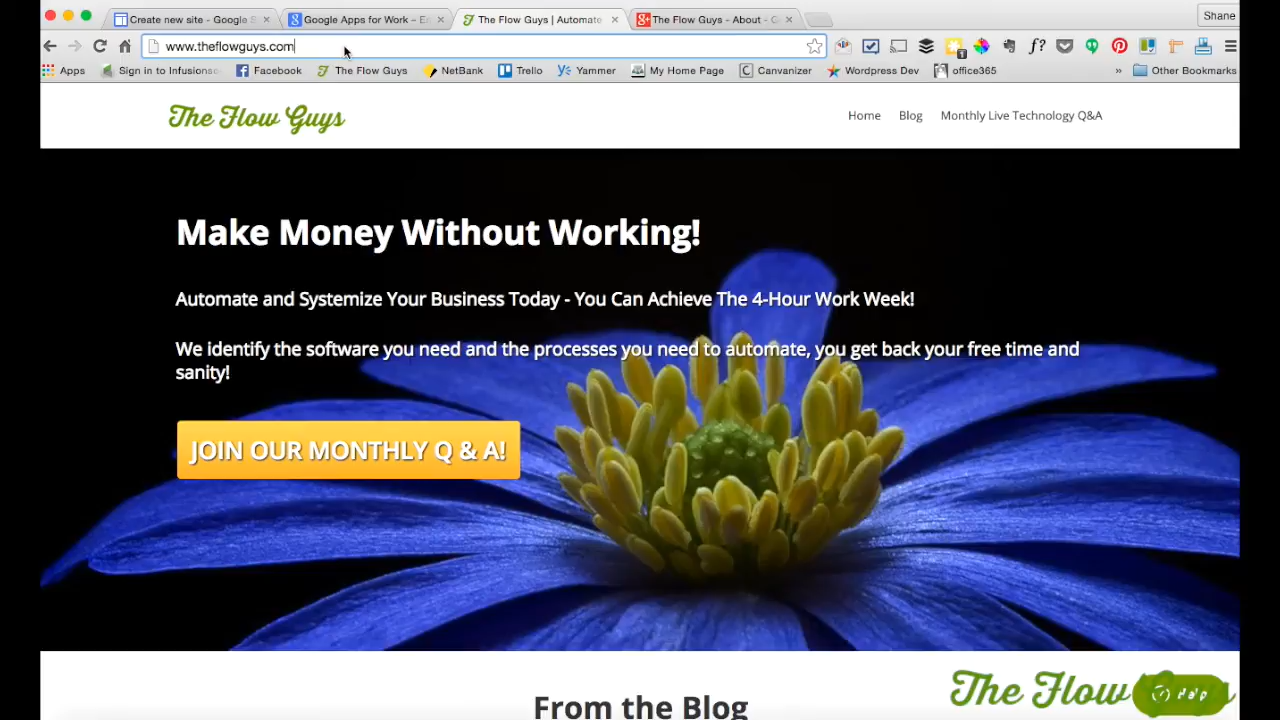 Create new site - Google S
Google Apps for Work – Em
The Flow Guys | Automate
The Flow Guys - About - G
Shane
www.theflowguys.com
Apps
Sign in to Infusionso
Facebook
The Flow Guys
NetBank
Trello
Yammer
My Home Page
Canvanizer
Wordpress Dev
office365
» Other Bookmarks
The Flow Guys
Home
Blog
Monthly Live Technology Q&A
Make Money Without Working!
Automate and Systemize Your Business Today - You Can Achieve The 4-Hour Work Week!
We identify the software you need and the processes you need to automate, you get back your free time and
sanity!
JOIN OUR MONTHLY Q & A!
From the Blog
The Flow Guys
Help